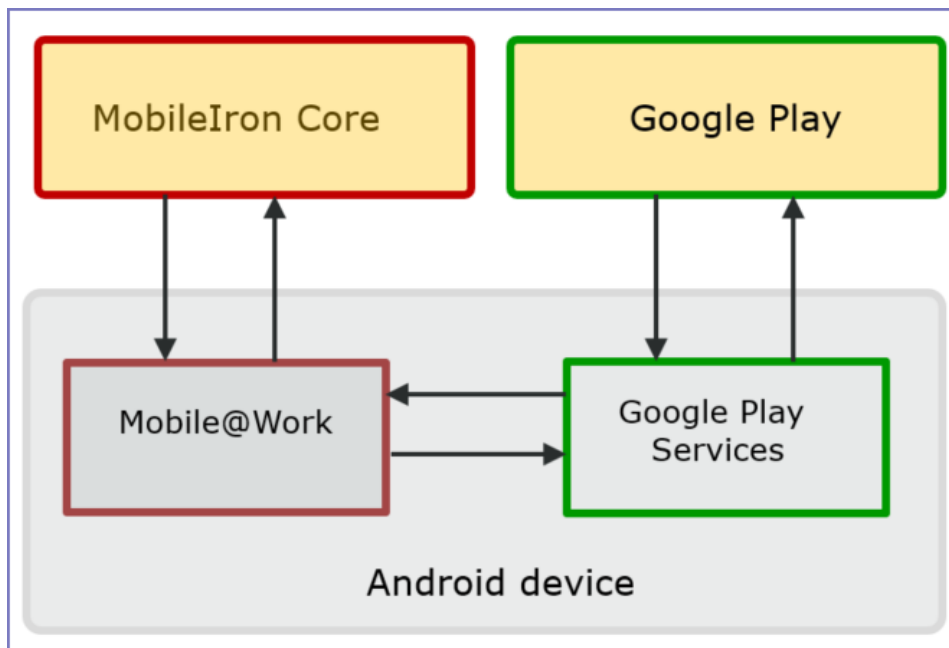 MobileIron Core
Google Play
Mobile@Work
Google Play
Services
Android device